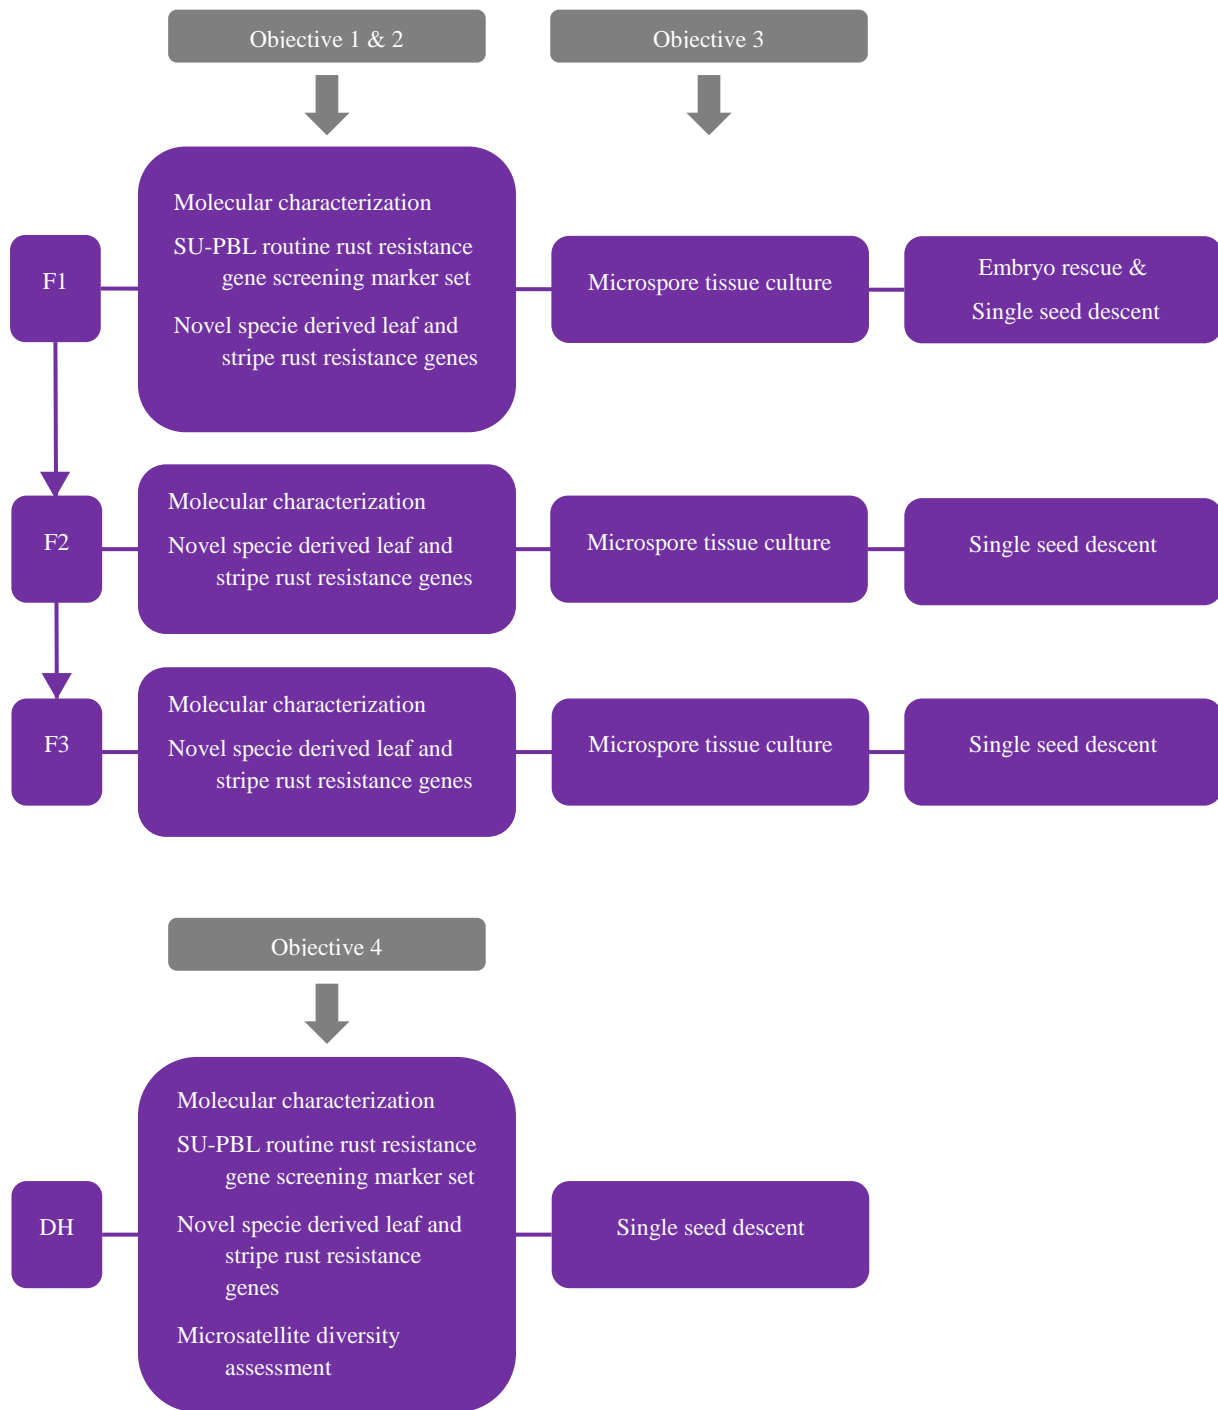 Objective 1 & 2
Objective 3
F1
Molecular characterization
SU-PBL routine rust resistance
gene screening marker set
Novel specie derived leaf and
stripe rust resistance genes
Microspore tissue culture
Embryo rescue &
Single seed descent
F2
Molecular characterization
Novel specie derived leaf and
stripe rust resistance genes
Microspore tissue culture
Single seed descent
F3
Molecular characterization
Novel specie derived leaf and
stripe rust resistance genes
Microspore tissue culture
Single seed descent
Objective 4
DH
Molecular characterization
SU-PBL routine rust resistance
gene screening marker set
Novel specie derived leaf and
stripe rust resistance
genes
Microsatellite diversity
assessment
Single seed descent